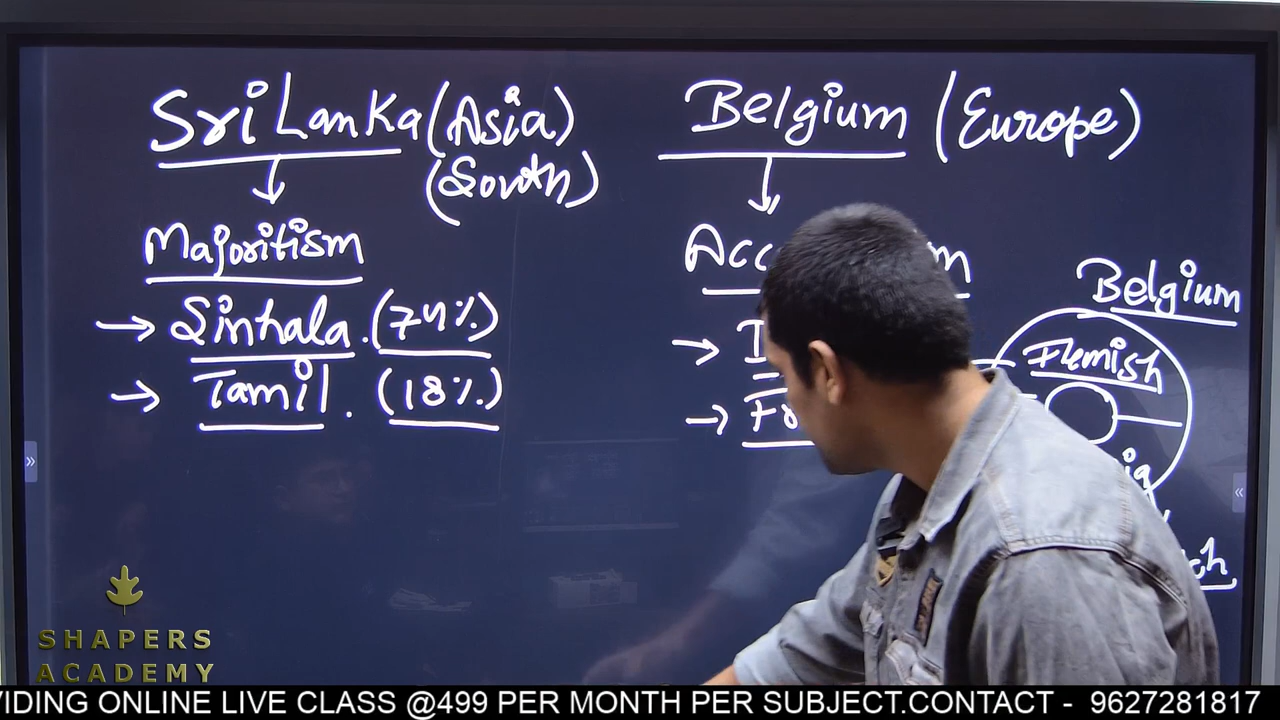 Sri Lanka (Asia)
(South)
Majoritism
→ Sinhala. (74%)
→ Tamil. (18%)
Belgium (Europe)
Belgium
Flemish
SHAPERS
ACADEMY
VIDING ONLINE LIVE CLASS @499 PER MONTH PER SUBJECT.CONTACT - 9627281817